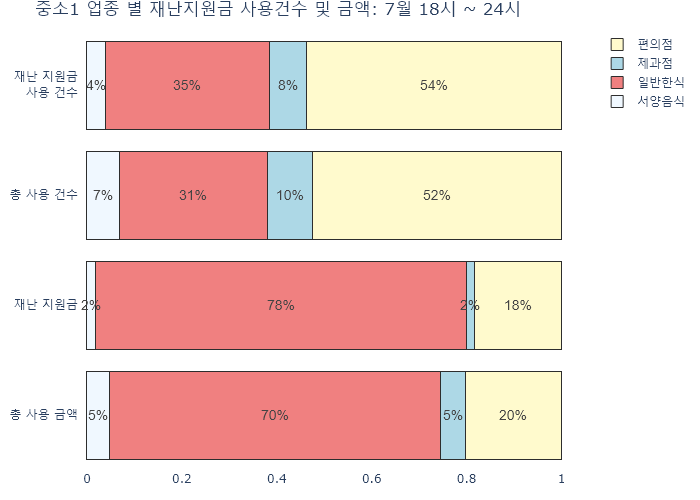 중소1 업종 별 재난지원금 사용건수 및 금액: 7월 18시 ~ 24시
편의점
제과점
일반한식
서양음식
재난 지원금
사용 건수
4%
35%
8%
54%
총 사용 건수
7%
31%
10%
52%
재난 지원금
2%
78%
2%
18%
총 사용 금액
5%
70%
5%
20%
0
0.2
0.4
0.6
0.8
1